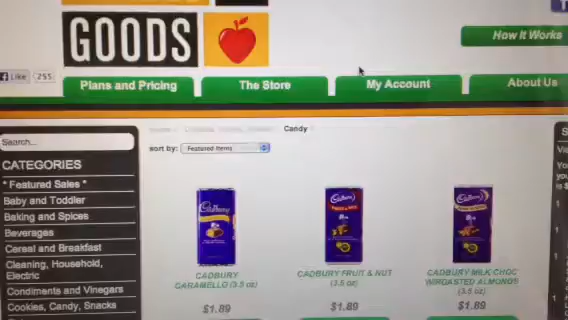 GOODS
How It Works
Like 255
Plans and Pricing
The Store
My Account
About Us
Search...
Candy
sort by: Featured Items
CATEGORIES
* Featured Sales *
Baby and Toddler
Baking and Spices
Beverages
Cereal and Breakfast
Cleaning, Household,
Electric
Condiments and Vinegars
Cookies, Candy, Snacks
Cadbury
Cadbury
Cadbury
CADBURY
CARAMELLO (3.5 oz)
$1.89
CADBURY FRUIT & NUT
(3.5 oz)
$1.89
CADBURY MILK CHOC
W/ROASTED ALMONDS
(3.5 oz)
$1.89